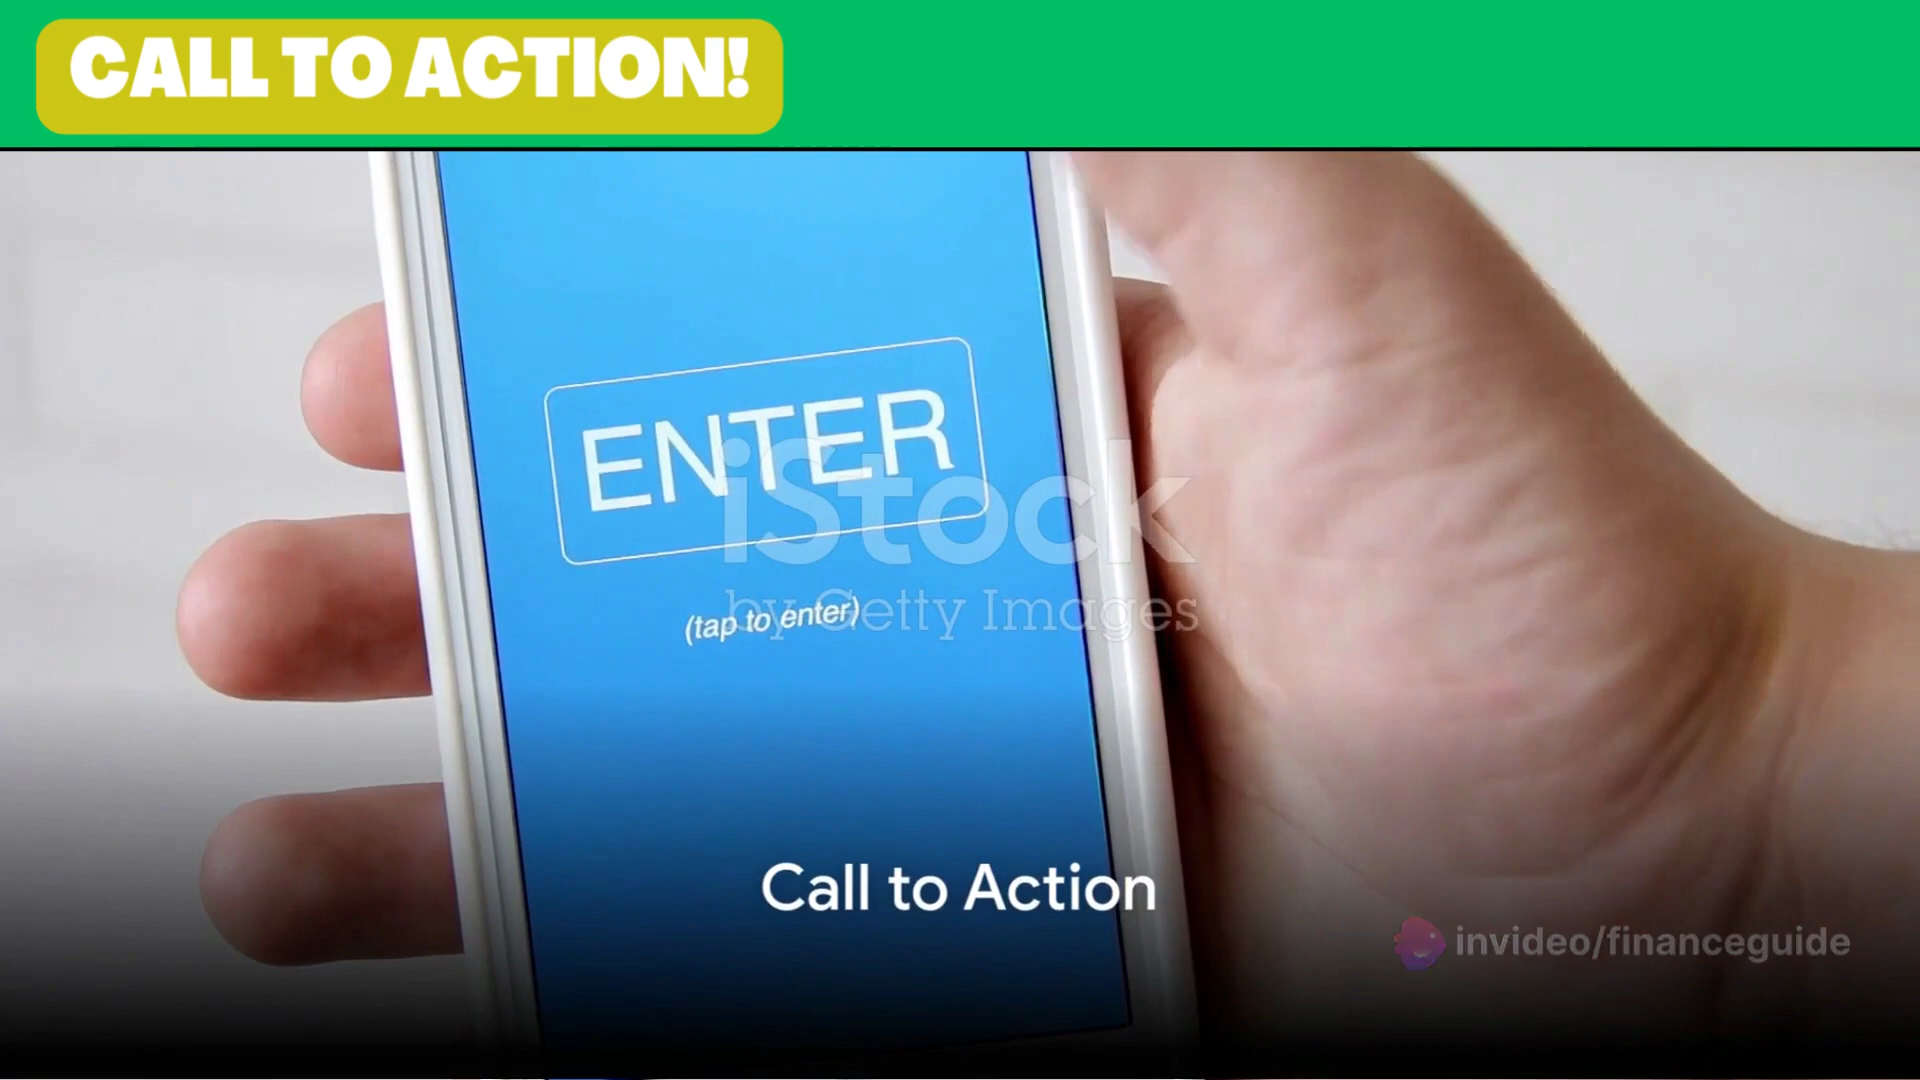 CALL TO ACTION!
ENTER
iStock
(tap to enter)
by Getty Images
Call to Action
invideo/financeguide